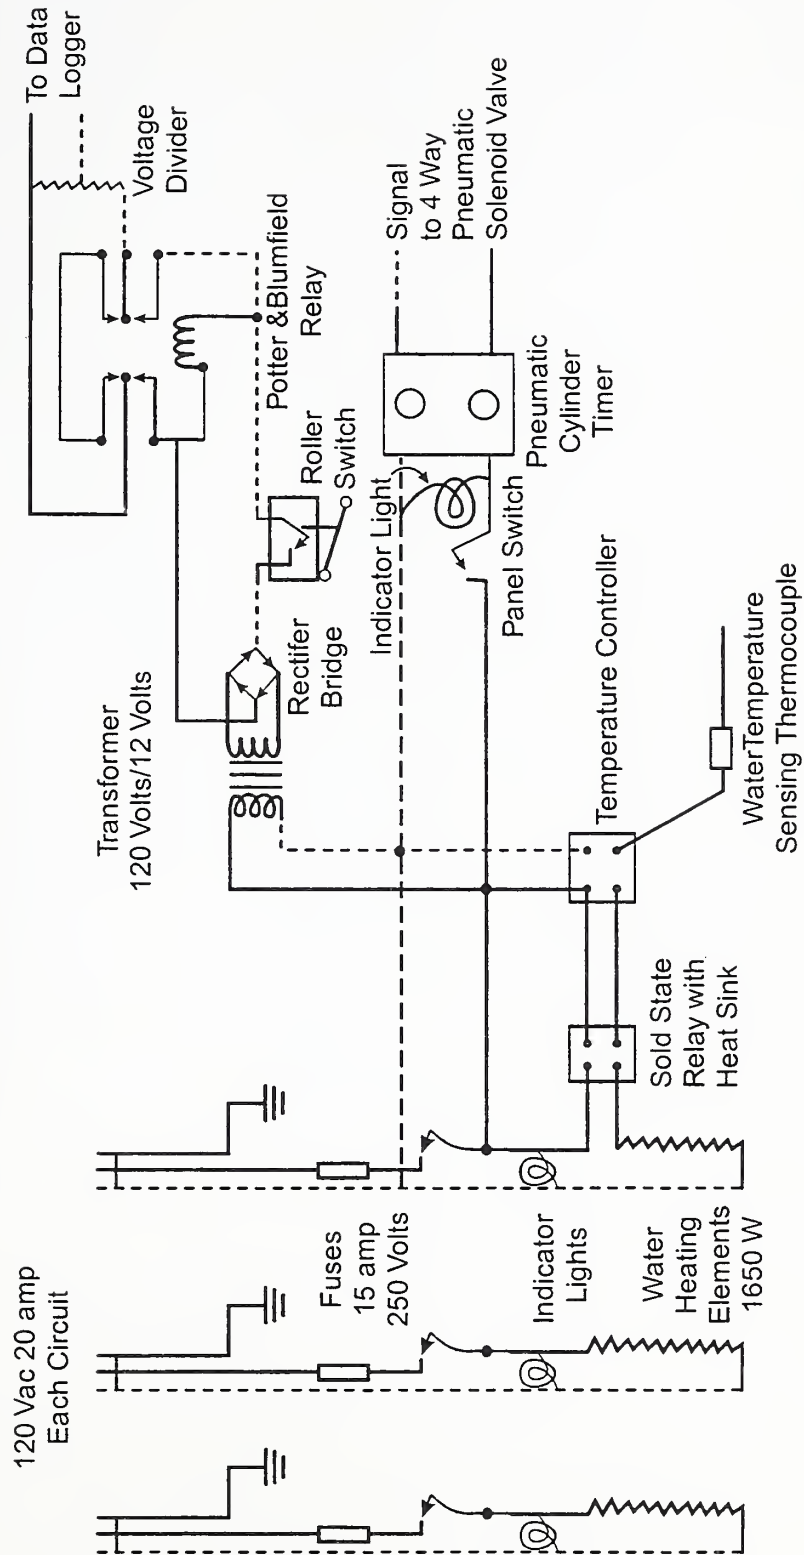 To Data
Logger
Voltage
Divider
Potter &Blumfield
Relay
Roller
Switch
Rectifer
Bridge
Transformer
120 Volts/12 Volts
Signal
to 4 Way
Pneumatic
Solenoid Valve
Pneumatic
Cylinder
Timer
Indicator Light
Panel Switch
Temperature Controller
WaterTemperature
Sensing Thermocouple
Sold State
Relay with
Heat Sink
120 Vac 20 amp
Each Circuit
Fuses
15 amp
250 Volts
Indicator
Lights
Water
Heating
Elements
1650 W